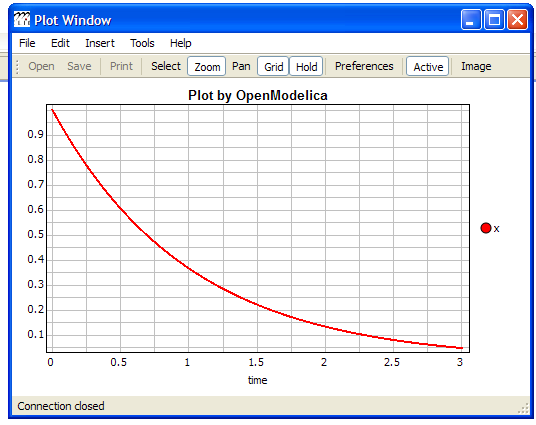 Plot Window
File Edit Insert Tools Help
Open Save Print Select Zoom Pan Grid Hold Preferences Active Image
Plot by OpenModelica
0.9
0.8
0.7
0.6
0.5
0.4
0.3
0.2
0.1
x
0 0.5 1 1.5 2 2.5 3
time
Connection closed